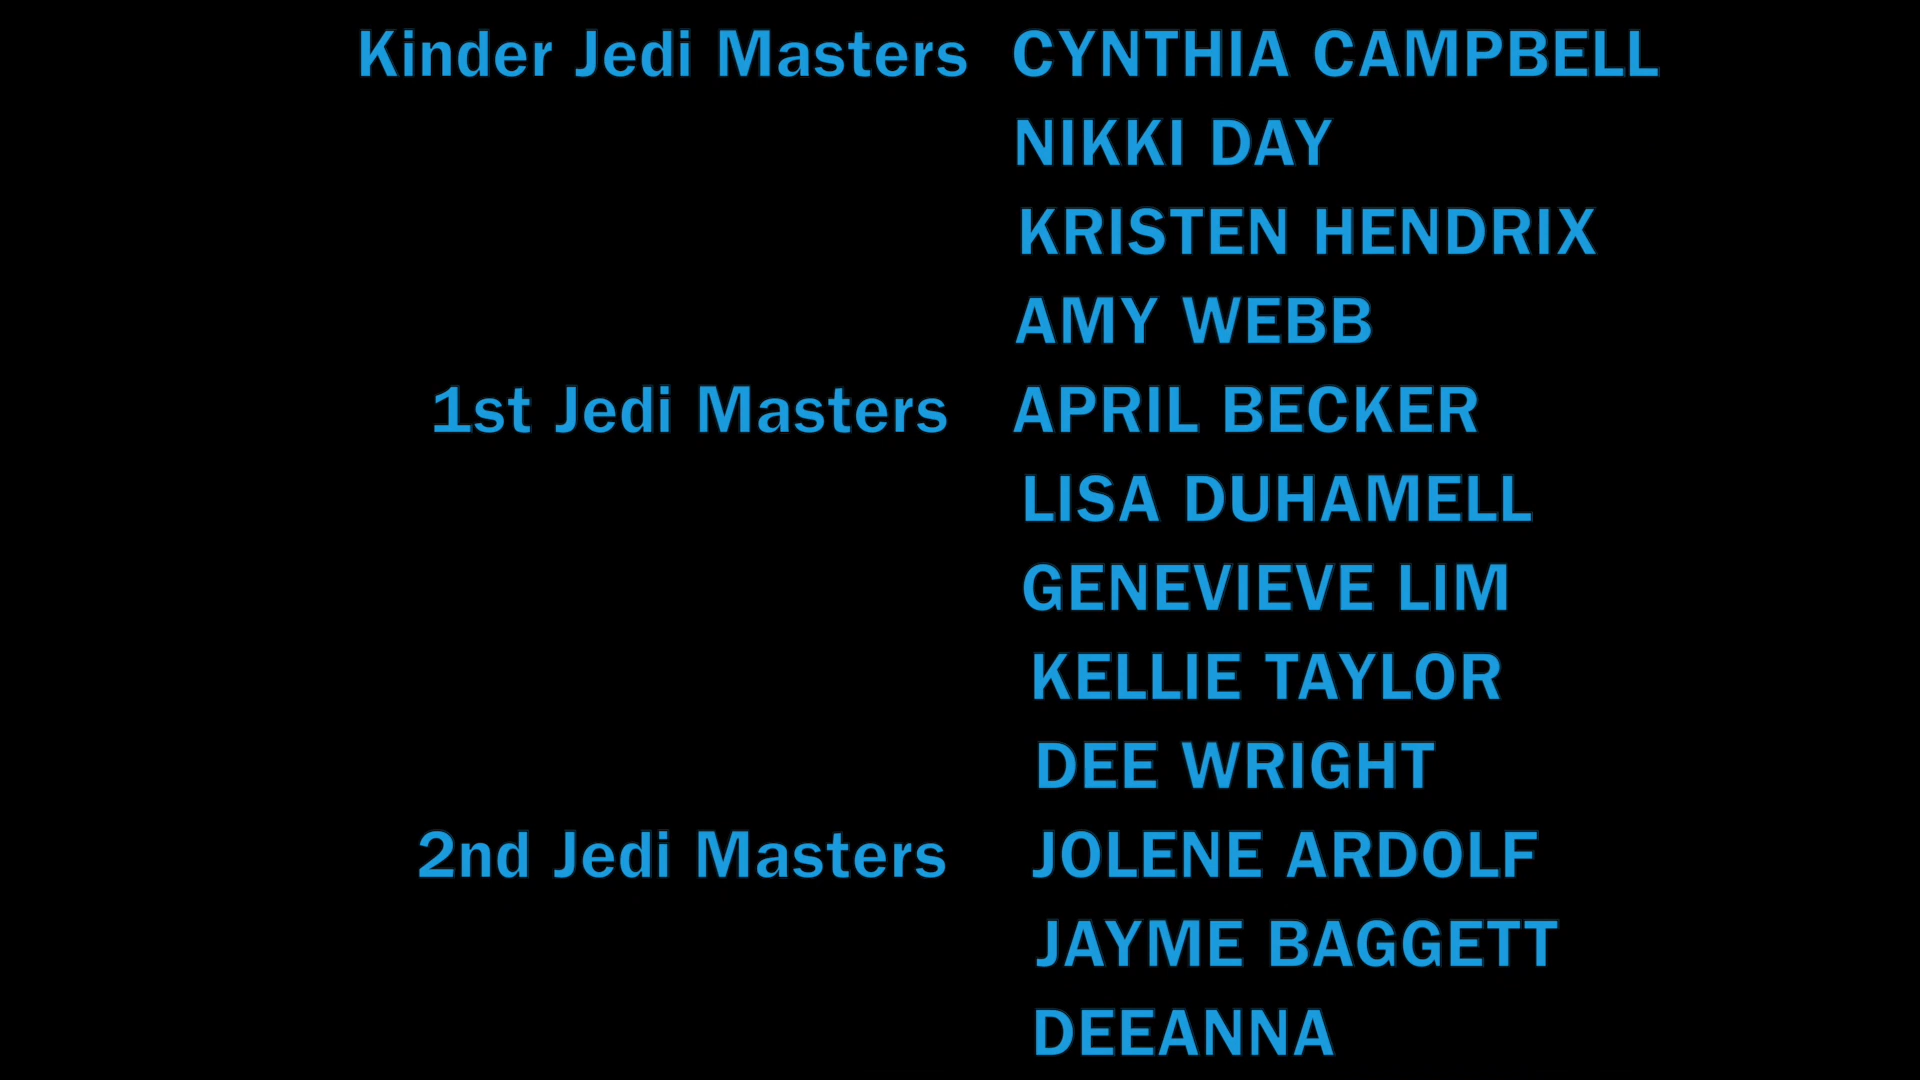 Kinder Jedi Masters CYNTHIA CAMPBELL
NIKKI DAY
KRISTEN HENDRIX
AMY WEBB
1st Jedi Masters APRIL BECKER
LISA DUHAMELL
GENEVIEVE LIM
KELLIE TAYLOR
DEE WRIGHT
2nd Jedi Masters JOLENE ARDOLF
JAYME BAGGETT
DEEANNA